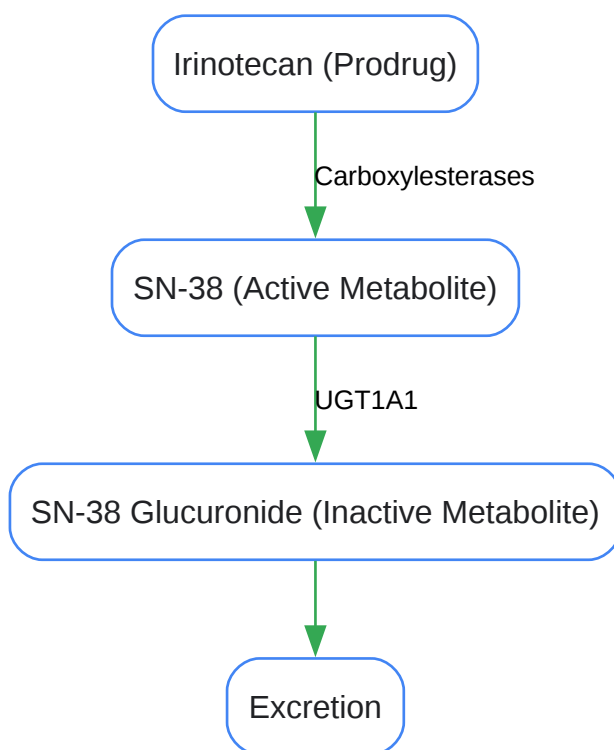 Irinotecan (Prodrug)
Carboxylesterases
SN-38 (Active Metabolite)
UGT1A1
SN-38 Glucuronide (Inactive Metabolite)
Excretion